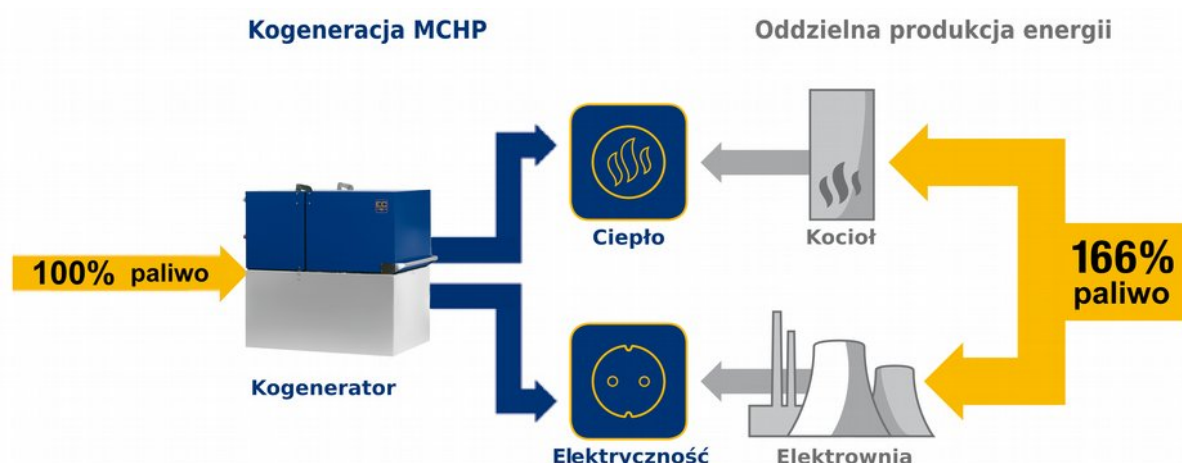 Kogeneracja MCHP
Oddzielna produkcja energii
100% paliwo
Kogenerator
Ciepło
Kocioł
166%
paliwo
Elektryczność
Elektrownia